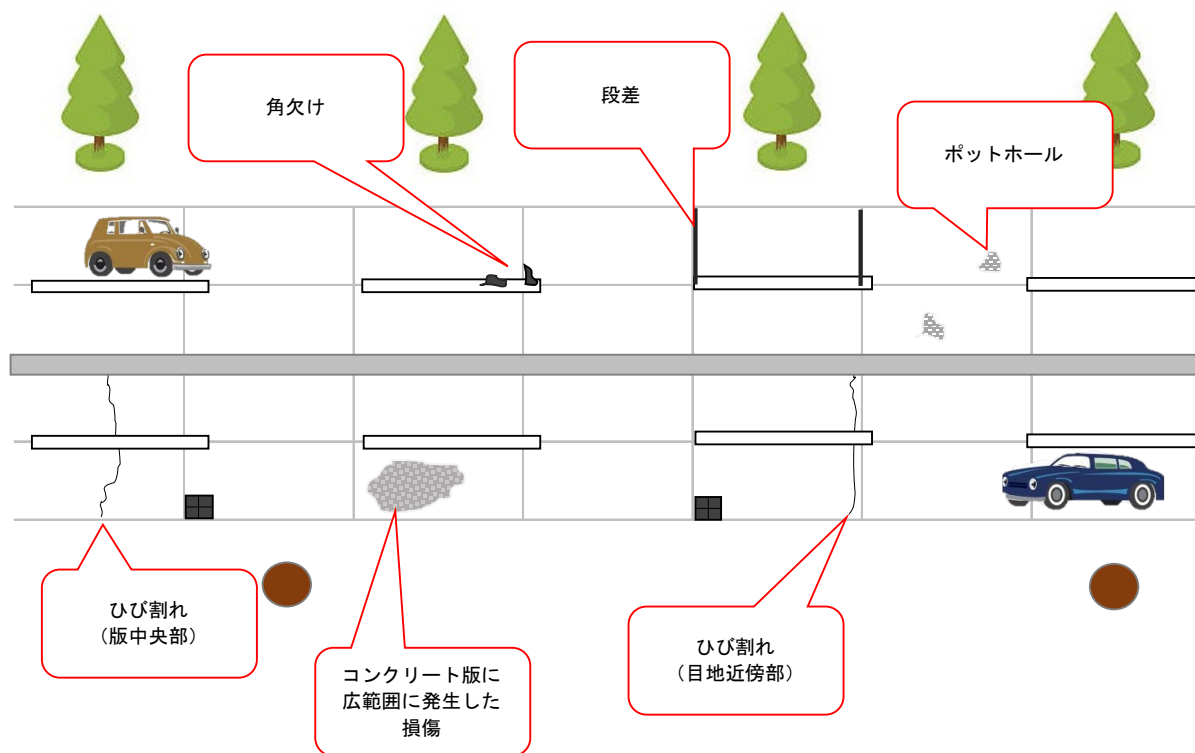 角欠け
段差
ポットホール
ひび割れ
（版中央部）
コンクリート版に
広範囲に発生した
損傷
ひび割れ
（目地近傍部）